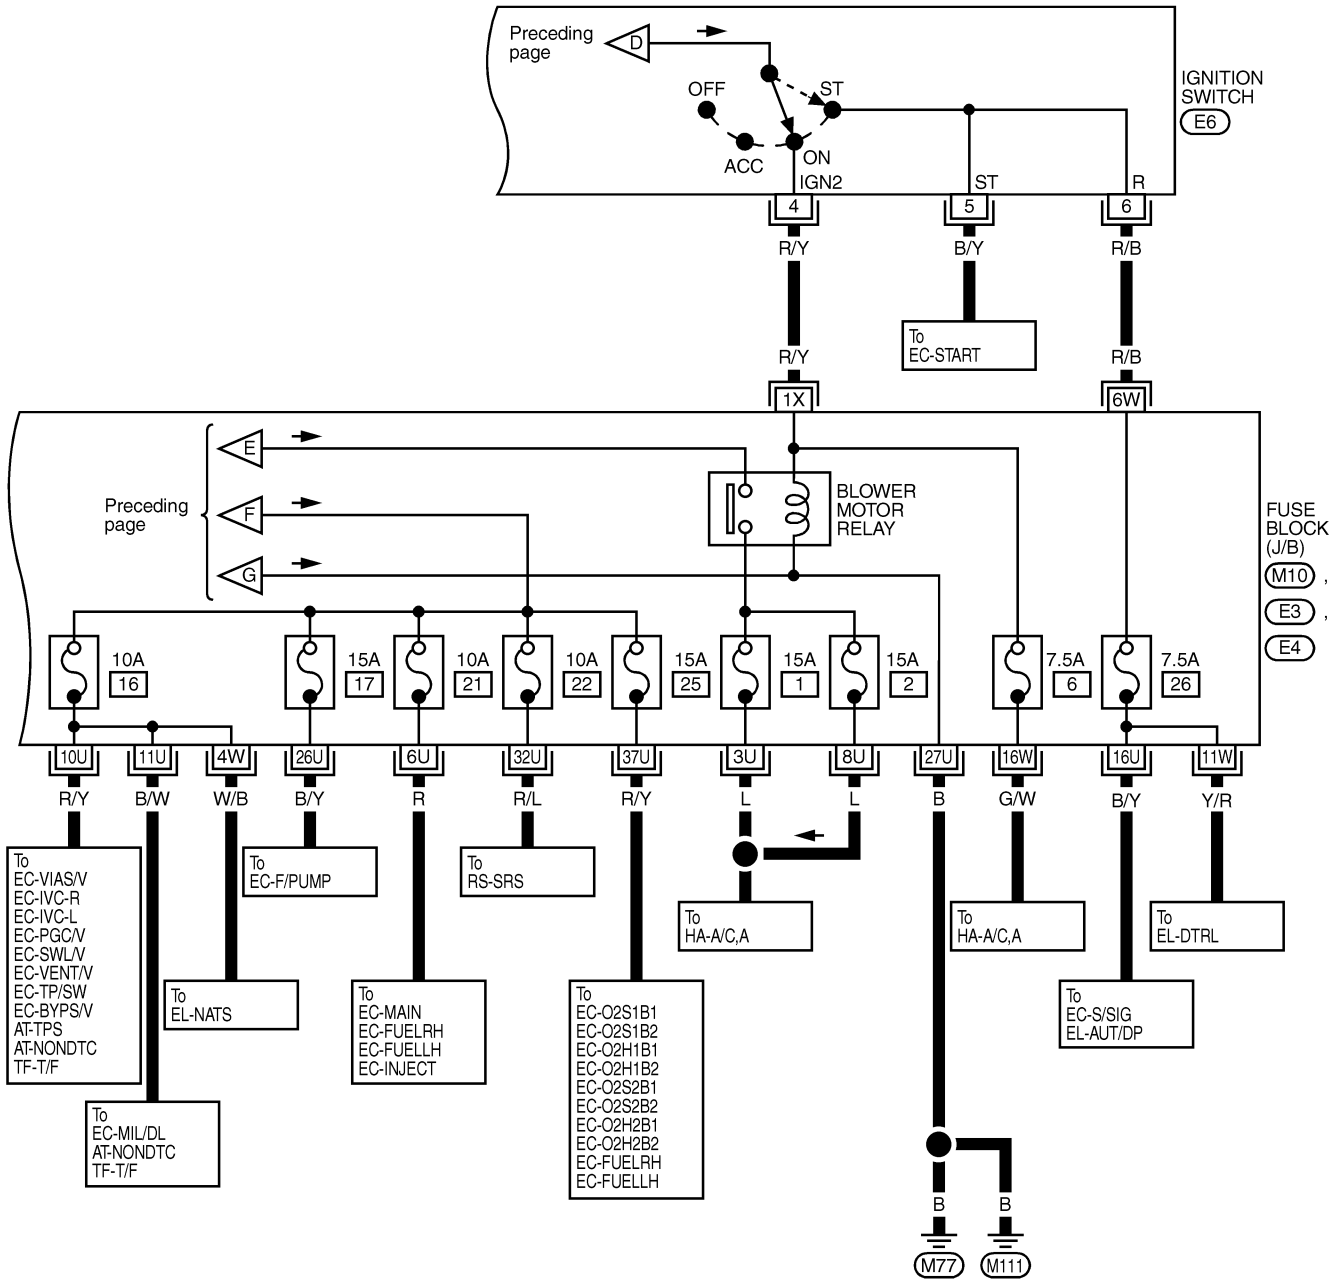 Preceding
page
D
OFF
ST
ACC
ON
IGN2
ST
R
IGNITION
SWITCH
E6
4
5
6
R/Y
B/Y
R/B
To
EC-START
R/Y
R/B
1X
6W
Preceding
page
E
F
G
BLOWER
MOTOR
RELAY
FUSE
BLOCK
(J/B)
M10 ,
E3 ,
E4
10A
16
15A
17
10A
21
10A
22
15A
25
15A
1
15A
2
7.5A
6
7.5A
26
10U
11U
4W
26U
6U
32U
37U
3U
8U
27U
16W
16U
11W
R/Y
B/W
W/B
B/Y
R
R/L
R/Y
L
L
B
G/W
B/Y
Y/R
To
EC-VIAS/V
EC-IVC-R
EC-IVC-L
EC-PGC/V
EC-SWL/V
EC-VENT/V
EC-TP/SW
EC-BYPS/V
AT-TPS
AT-NONDTC
TF-T/F
To
EC-F/PUMP
To
RS-SRS
To
HA-A/C,A
To
HA-A/C,A
To
EL-DTRL
To
EL-NATS
To
EC-MAIN
EC-FUELRH
EC-FUELLH
EC-INJECT
To
EC-O2S1B1
EC-O2S1B2
EC-O2H1B1
EC-O2H1B2
EC-O2S2B1
EC-O2S2B2
EC-O2H2B1
EC-O2H2B2
EC-FUELRH
EC-FUELLH
To
EC-S/SIG
EL-AUT/DP
To
EC-MIL/DL
AT-NONDTC
TF-T/F
B
B
M77
M111